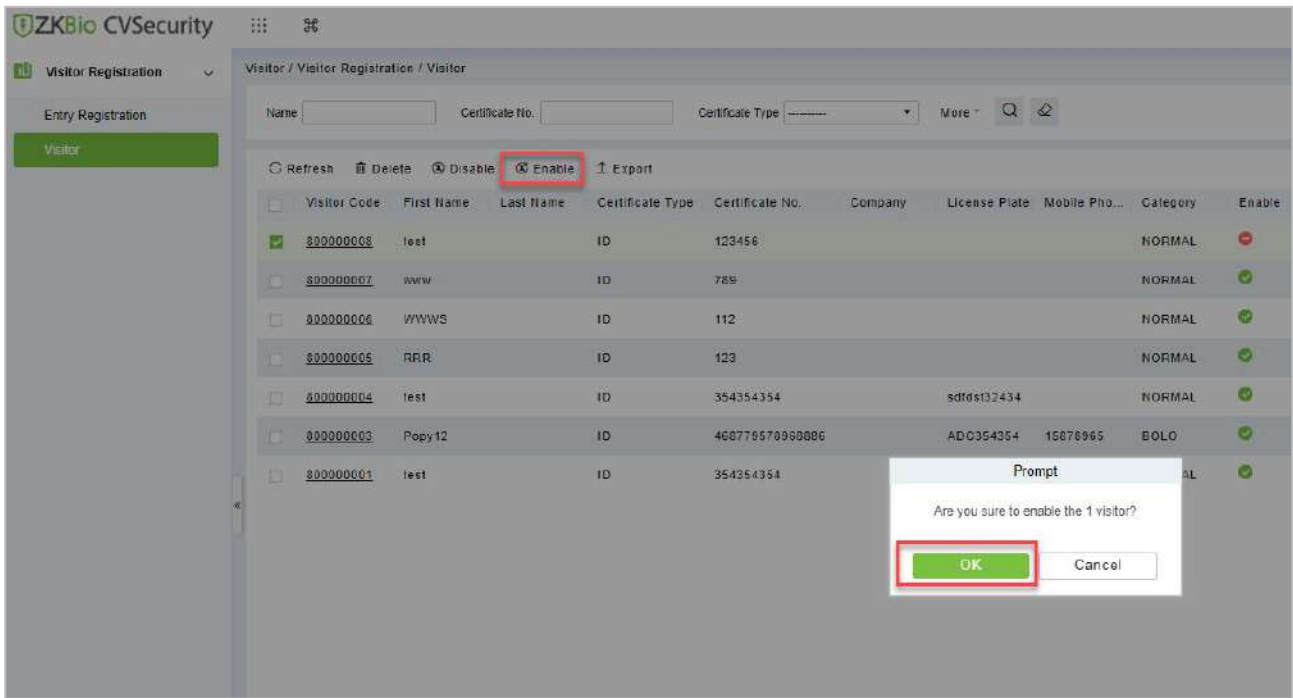 ZKBio CVSecurity
Visitor Registration
Entry Registration
Visitor
Visitor / Visitor Registration / Visitor
Name Certificate No. Certificate Type ---------- More
Refresh Delete Disable Enable Export
Visitor Code First Name Last Name Certificate Type Certificate No. Company License Plate Mobile Pho... Category Enable
800000008 test ID 123456 NORMAL
800000007 www ID 789 NORMAL
800000006 WWWS ID 112 NORMAL
800000005 RRR ID 123 NORMAL
800000004 test ID 354354354 sdfdst32434 NORMAL
800000003 Popy12 ID 468779578968886 ADC354354 15878965 BOLO
800000001 test ID 354354354 AL
Prompt
Are you sure to enable the 1 visitor?
OK Cancel